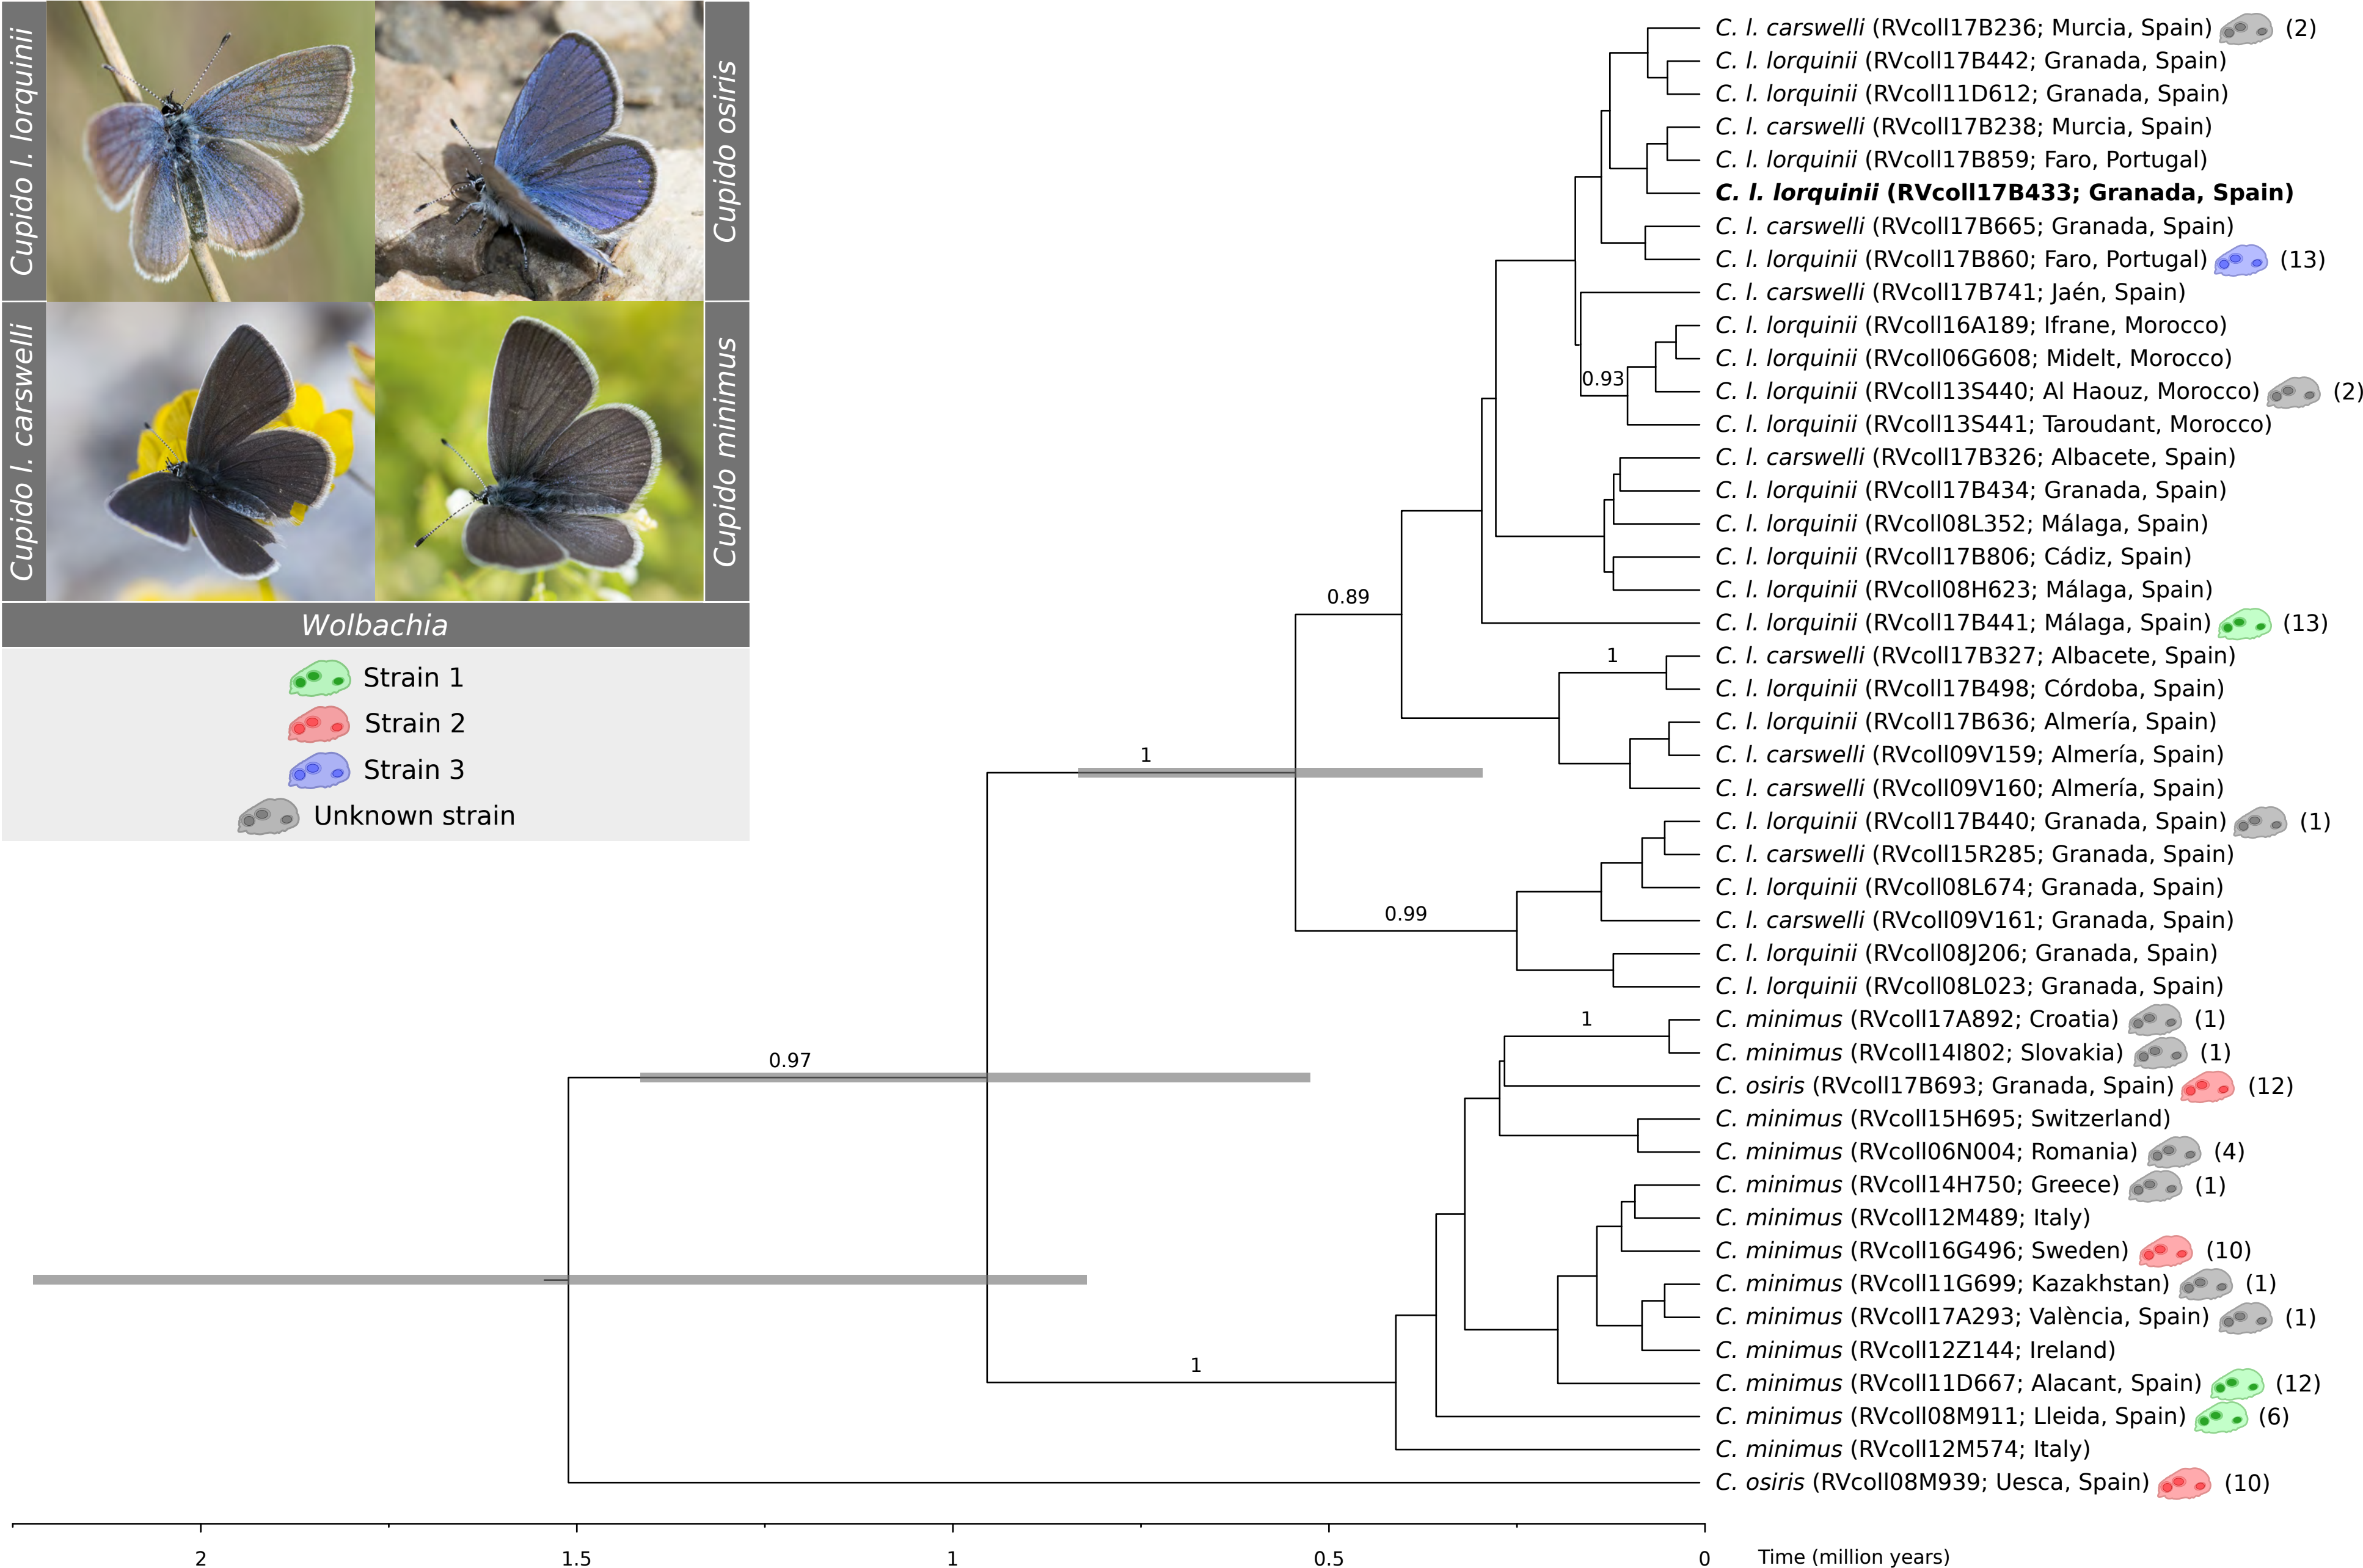 Cupido l. lorquinii
Cupido osiris
Cupido l. carswelli
Cupido minimus
Wolbachia
Strain 1
Strain 2
Strain 3
Unknown strain
C. l. carswelli (RVcoll17B236; Murcia, Spain) (2)
C. l. lorquinii (RVcoll17B442; Granada, Spain)
C. l. lorquinii (RVcoll11D612; Granada, Spain)
C. l. carswelli (RVcoll17B238; Murcia, Spain)
C. l. lorquinii (RVcoll17B859; Faro, Portugal)
C. l. lorquinii (RVcoll17B433; Granada, Spain)
C. l. carswelli (RVcoll17B665; Granada, Spain)
C. l. lorquinii (RVcoll17B860; Faro, Portugal) (13)
C. l. carswelli (RVcoll17B741; Jaén, Spain)
C. l. lorquinii (RVcoll16A189; Ifrane, Morocco)
C. l. lorquinii (RVcoll06G608; Midelt, Morocco)
0.93
C. l. lorquinii (RVcoll13S440; Al Haouz, Morocco) (2)
C. l. lorquinii (RVcoll13S441; Taroudant, Morocco)
C. l. carswelli (RVcoll17B326; Albacete, Spain)
C. l. lorquinii (RVcoll17B434; Granada, Spain)
C. l. lorquinii (RVcoll08L352; Málaga, Spain)
C. l. lorquinii (RVcoll17B806; Cádiz, Spain)
C. l. lorquinii (RVcoll08H623; Málaga, Spain)
0.89
C. l. lorquinii (RVcoll17B441; Málaga, Spain) (13)
1
C. l. carswelli (RVcoll17B327; Albacete, Spain)
C. l. lorquinii (RVcoll17B498; Córdoba, Spain)
C. l. lorquinii (RVcoll17B636; Almería, Spain)
1
C. l. carswelli (RVcoll09V159; Almería, Spain)
C. l. carswelli (RVcoll09V160; Almería, Spain)
C. l. lorquinii (RVcoll17B440; Granada, Spain) (1)
C. l. carswelli (RVcoll15R285; Granada, Spain)
C. l. lorquinii (RVcoll08L674; Granada, Spain)
0.99
C. l. carswelli (RVcoll09V161; Granada, Spain)
C. l. lorquinii (RVcoll08J206; Granada, Spain)
C. l. lorquinii (RVcoll08L023; Granada, Spain)
1
C. minimus (RVcoll17A892; Croatia) (1)
C. minimus (RVcoll14I802; Slovakia) (1)
0.97
C. osiris (RVcoll17B693; Granada, Spain) (12)
C. minimus (RVcoll15H695; Switzerland)
C. minimus (RVcoll06N004; Romania) (4)
C. minimus (RVcoll14H750; Greece) (1)
C. minimus (RVcoll12M489; Italy)
C. minimus (RVcoll16G496; Sweden) (10)
C. minimus (RVcoll11G699; Kazakhstan) (1)
C. minimus (RVcoll17A293; València, Spain) (1)
C. minimus (RVcoll12Z144; Ireland)
1
C. minimus (RVcoll11D667; Alacant, Spain) (12)
C. minimus (RVcoll08M911; Lleida, Spain) (6)
C. minimus (RVcoll12M574; Italy)
C. osiris (RVcoll08M939; Uesca, Spain) (10)
2 1.5 1 0.5 0 Time (million years)